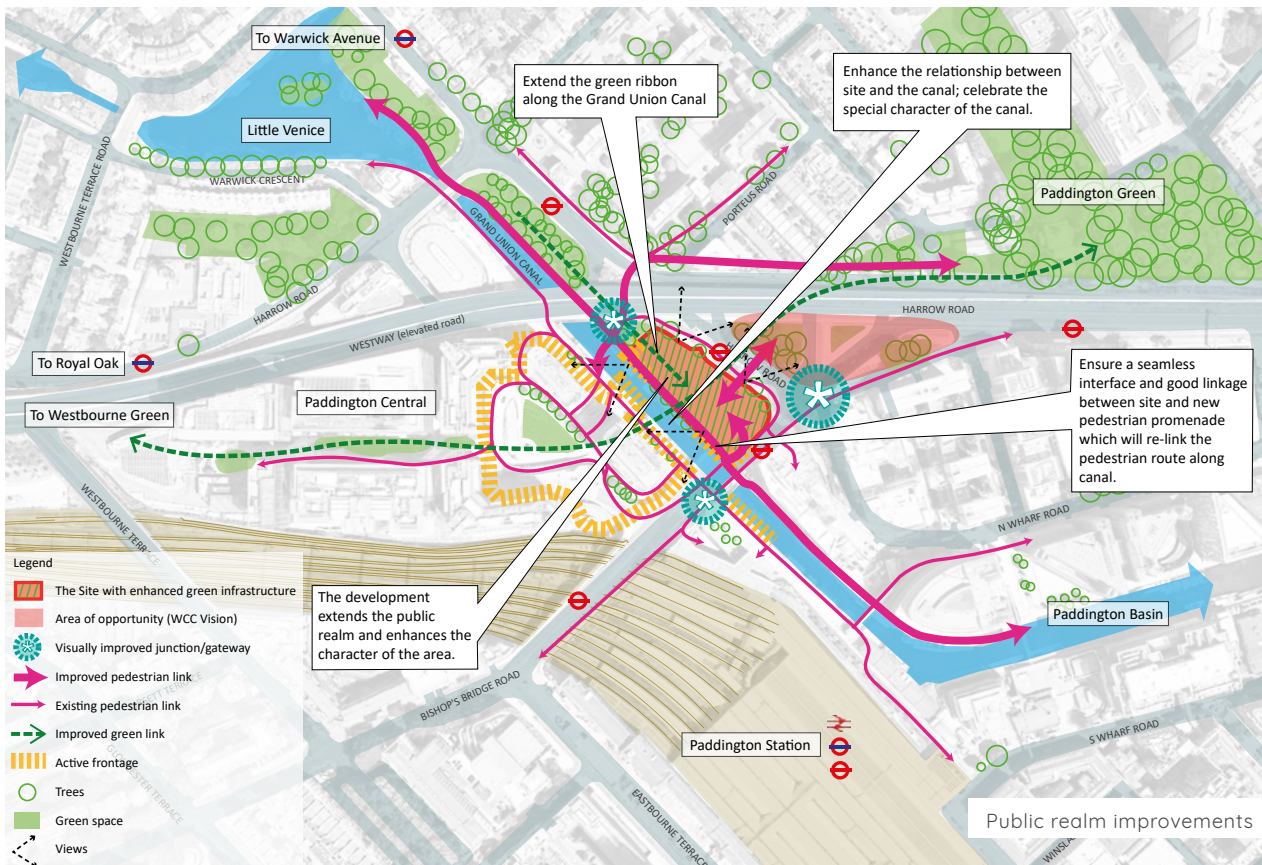 To Warwick Avenue
Little Venice
WARWICK CRESCENT
WESTBOURNE TERRACE ROAD
HARROW ROAD
GRAND UNION CANAL
Extend the green ribbon
along the Grand Union Canal
Enhance the relationship between
site and the canal; celebrate the
special character of the canal.
PORTEUS ROAD
Paddington Green
HARROW ROAD
WESTWAY (elevated road)
HARROW ROAD
To Royal Oak
To Westbourne Green
Paddington Central
Ensure a seamless
interface and good linkage
between site and new
pedestrian promenade
which will re-link the
pedestrian route along
canal.
N WHARF ROAD
WESTBOURNE TERRACE
The development
extends the public
realm and enhances the
character of the area.
Paddington Basin
BISHOP'S BRIDGE ROAD
Paddington Station
S WHARF ROAD
EASTBOURNE TERRACE
GLOUCESTER TERRACE
Legend
The Site with enhanced green infrastructure
Area of opportunity (WCC Vision)
Visually improved junction/gateway
Improved pedestrian link
Existing pedestrian link
Improved green link
Active frontage
Trees
Green space
Views
Public realm improvements